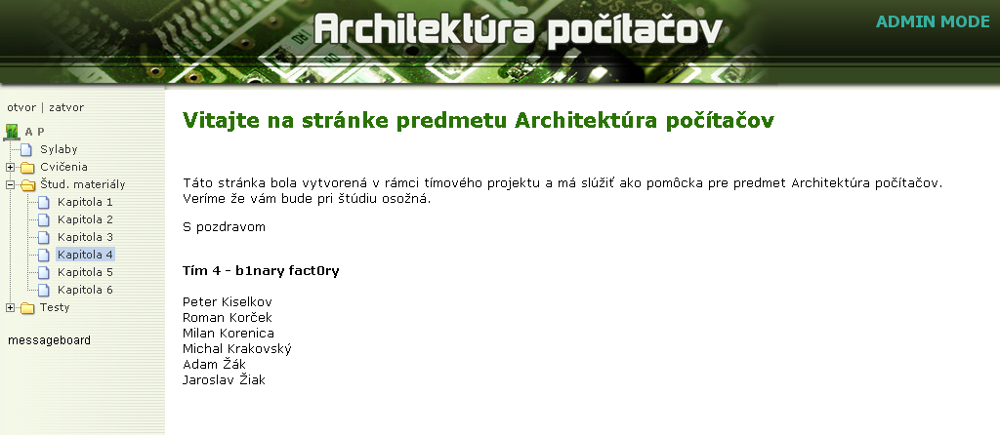 Architektúra počítačov
ADMIN MODE
otvor | zatvor
A P
Sylaby
Cvičenia
Štud. materiály
Kapitola 1
Kapitola 2
Kapitola 3
Kapitola 4
Kapitola 5
Kapitola 6
Testy
messageboard
Vitajte na stránke predmetu Architektúra počítačov
Táto stránka bola vytvorená v rámci tímového projektu a má slúžiť ako pomôcka pre predmet Architektúra počítačov.
Veríme že vám bude pri štúdiu osožná.
S pozdravom
Tím 4 - b1nary fact0ry
Peter Kiselkov
Roman Korček
Milan Korenica
Michal Krakovský
Adam Žák
Jaroslav Žiak